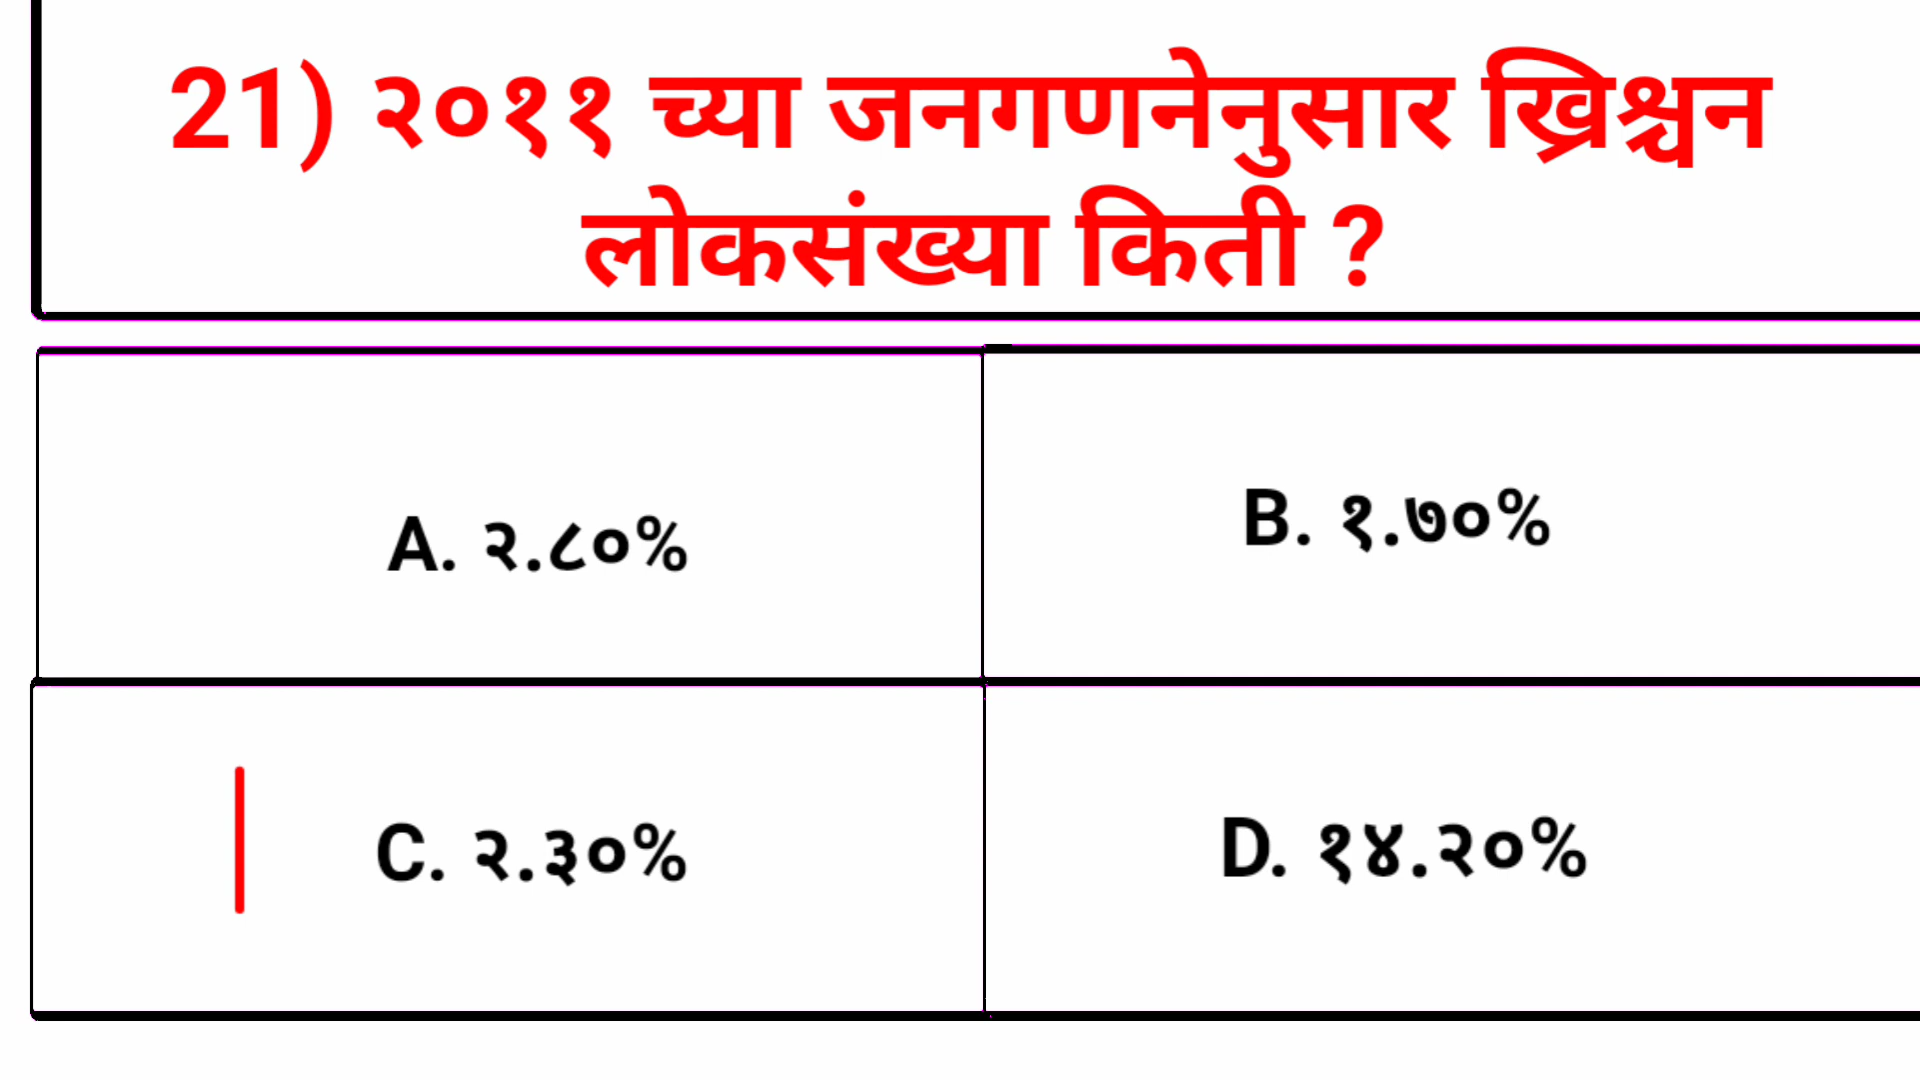 21) २०११ च्या जनगणनेनुसार ख्रिश्चन
लोकसंख्या किती ?
A. २.८०%
B. १.७०%
C. २.३०%
D. १४.२०%